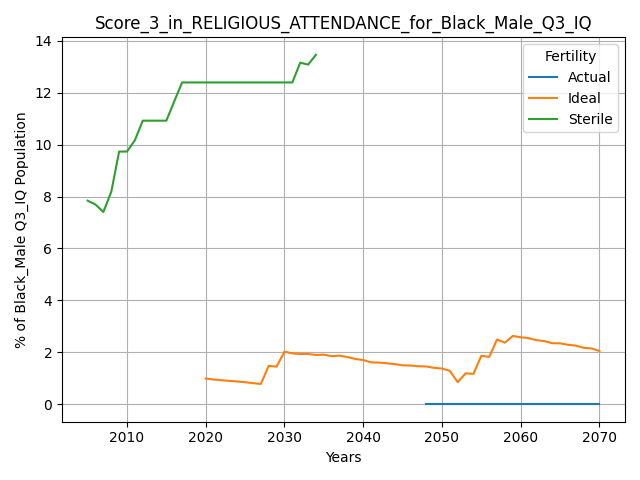 Score_3_in_RELIGIOUS_ATTENDANCE_for_Black_Male_Q3_IQ
14
12
10
8
6
4
2
0
% of Black_Male Q3_IQ Population
Fertility
Actual
Ideal
Sterile
2010
2020
2030
2040
2050
2060
2070
Years